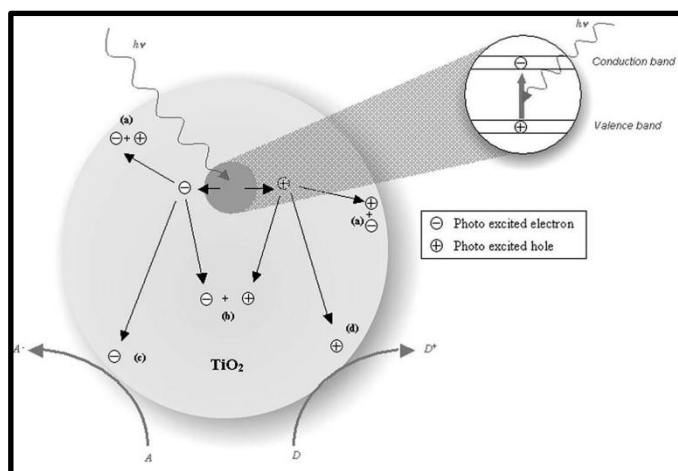 hν
hν
Conduction band
Valence band
(a)
⊖ + ⊕
⊖
⊕
⊖
⊕
⊕
+
(a)
⊖
⊖ Photo excited electron
⊕ Photo excited hole
⊖ + ⊕
(b)
(d)
⊖ (c)
⊕
TiO₂
A⁻
D⁺
A
D